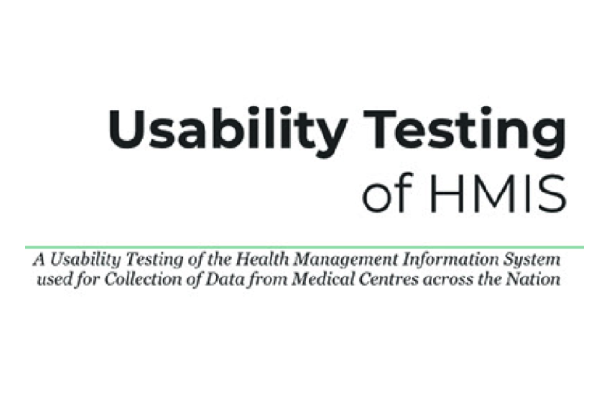 Usability Testing
of HMIS
A Usability Testing of the Health Management Information System
used for Collection of Data from Medical Centres across the Nation